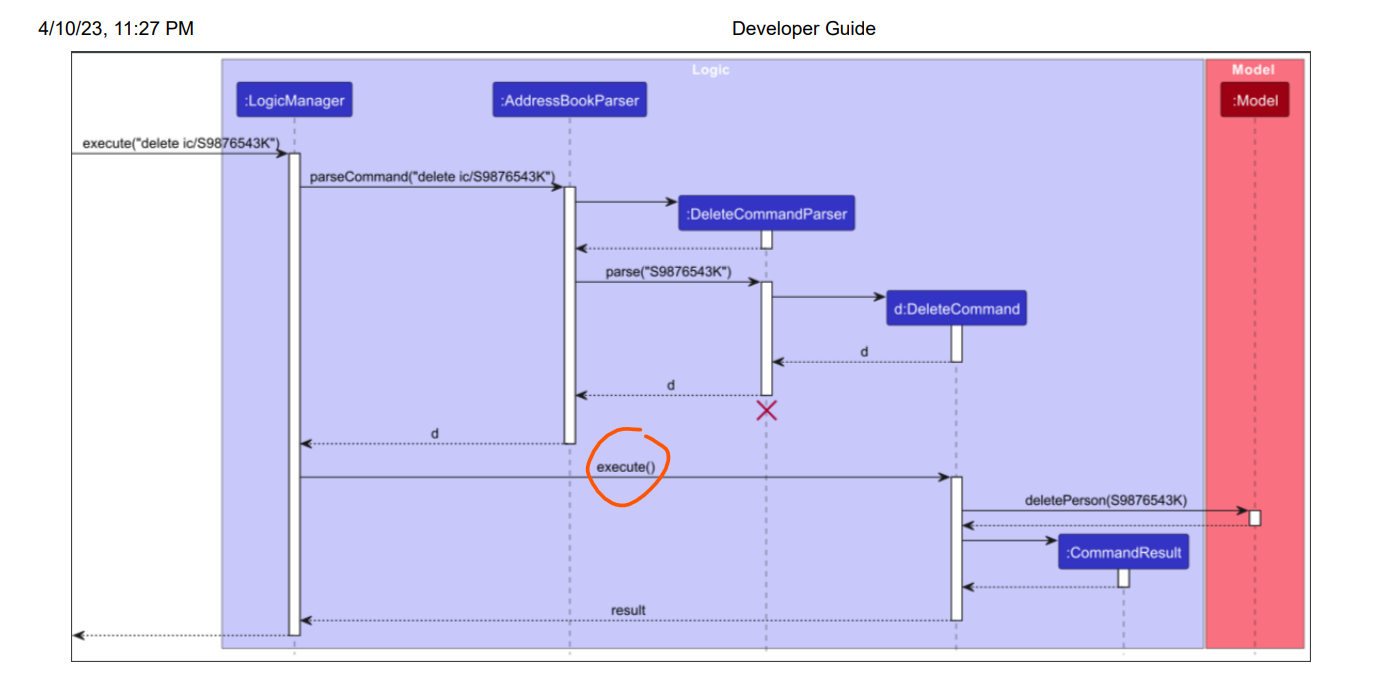 4/10/23, 11:27 PM
Developer Guide
Logic
Model
:LogicManager
:AddressBookParser
:Model
execute("delete ic/S9876543K")
parseCommand("delete ic/S9876543K")
:DeleteCommandParser
parse("S9876543K")
d:DeleteCommand
d
d
d
execute()
deletePerson(S9876543K)
:CommandResult
result